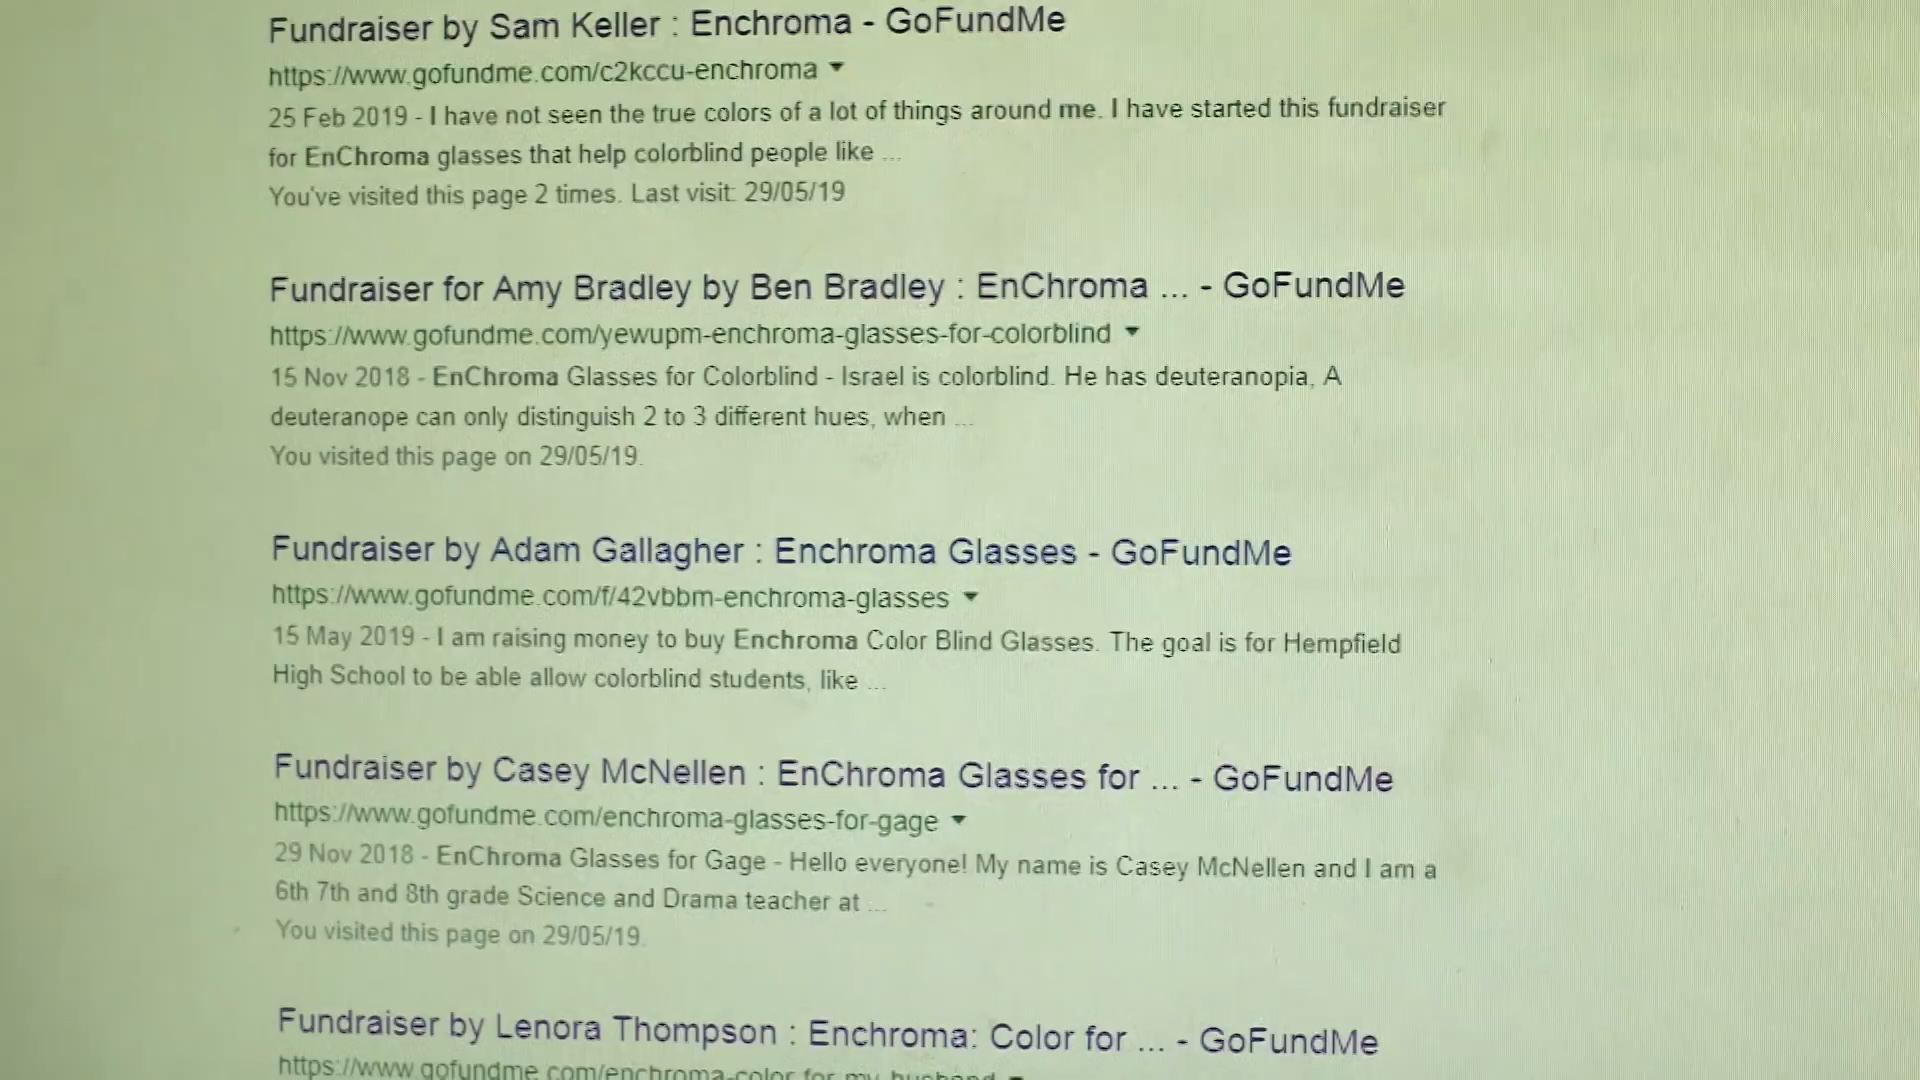 Fundraiser by Sam Keller : Enchroma - GoFundMe
https://www.gofundme.com/c2kccu-enchroma
25 Feb 2019 - I have not seen the true colors of a lot of things around me. I have started this fundraiser
for EnChroma glasses that help colorblind people like ...
You've visited this page 2 times. Last visit: 29/05/19
Fundraiser for Amy Bradley by Ben Bradley : EnChroma ... - GoFundMe
https://www.gofundme.com/yewupm-enchroma-glasses-for-colorblind
15 Nov 2018 - EnChroma Glasses for Colorblind - Israel is colorblind. He has deuteranopia, A
deuteranope can only distinguish 2 to 3 different hues, when ...
You visited this page on 29/05/19.
Fundraiser by Adam Gallagher : Enchroma Glasses - GoFundMe
https://www.gofundme.com/f/42vbbm-enchroma-glasses
15 May 2019 - I am raising money to buy Enchroma Color Blind Glasses. The goal is for Hempfield
High School to be able allow colorblind students, like ...
Fundraiser by Casey McNellen : EnChroma Glasses for ... - GoFundMe
https://www.gofundme.com/enchroma-glasses-for-gage
29 Nov 2018 - EnChroma Glasses for Gage - Hello everyone! My name is Casey McNellen and I am a
6th 7th and 8th grade Science and Drama teacher at ...
You visited this page on 29/05/19.
Fundraiser by Lenora Thompson : Enchroma: Color for ... - GoFundMe
https://www.gofundme.com/enchroma-color-for-my-husband